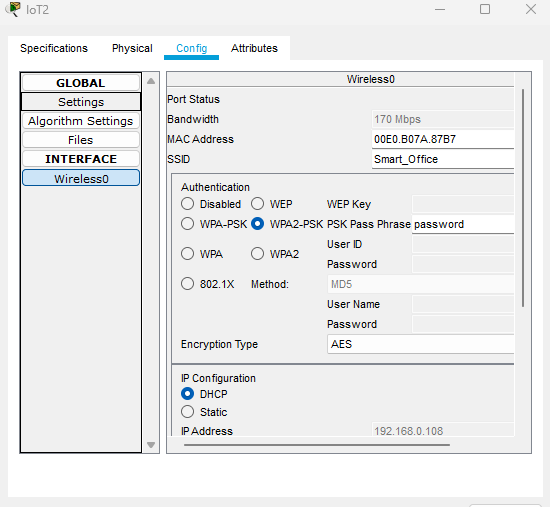 IoT2
Specifications Physical Config Attributes
GLOBAL
Settings
Algorithm Settings
Files
INTERFACE
Wireless0
Wireless0
Port Status
Bandwidth 170 Mbps
MAC Address 00E0.B07A.87B7
SSID Smart_Office
Authentication
Disabled WEP WEP Key
WPA-PSK WPA2-PSK PSK Pass Phrase password
User ID
WPA WPA2
Password
802.1X Method: MD5
User Name
Password
Encryption Type AES
IP Configuration
DHCP
Static
IP Address 192.168.0.108